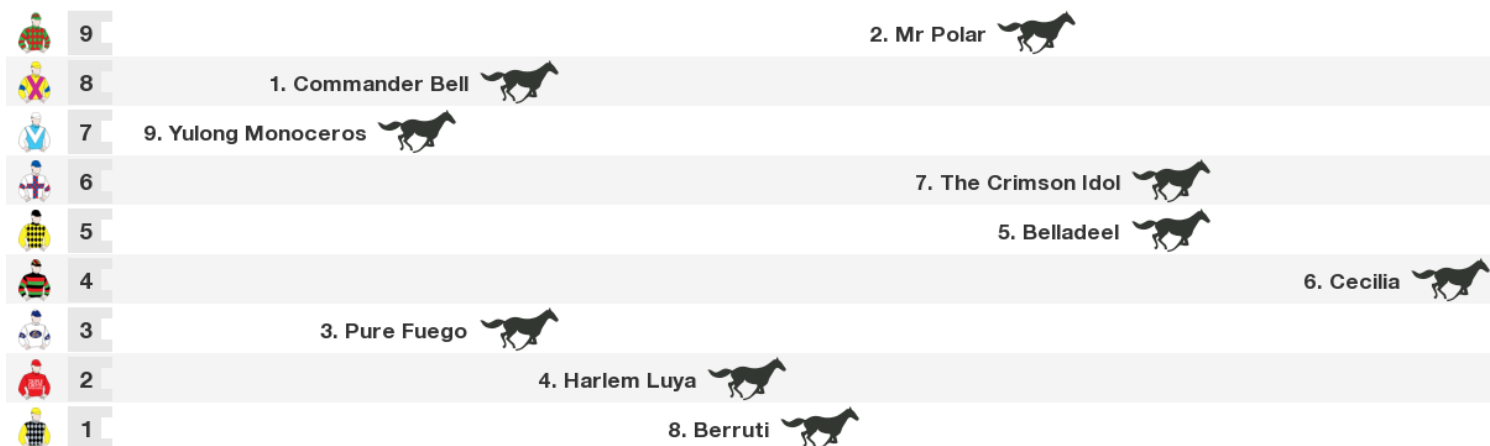 9 2. Mr Polar
8 1. Commander Bell
7 9. Yulong Monoceros
6 7. The Crimson Idol
5 5. Belladeel
4 6. Cecilia
3 3. Pure Fuego
2 4. Harlem Luya
1 8. Berruti